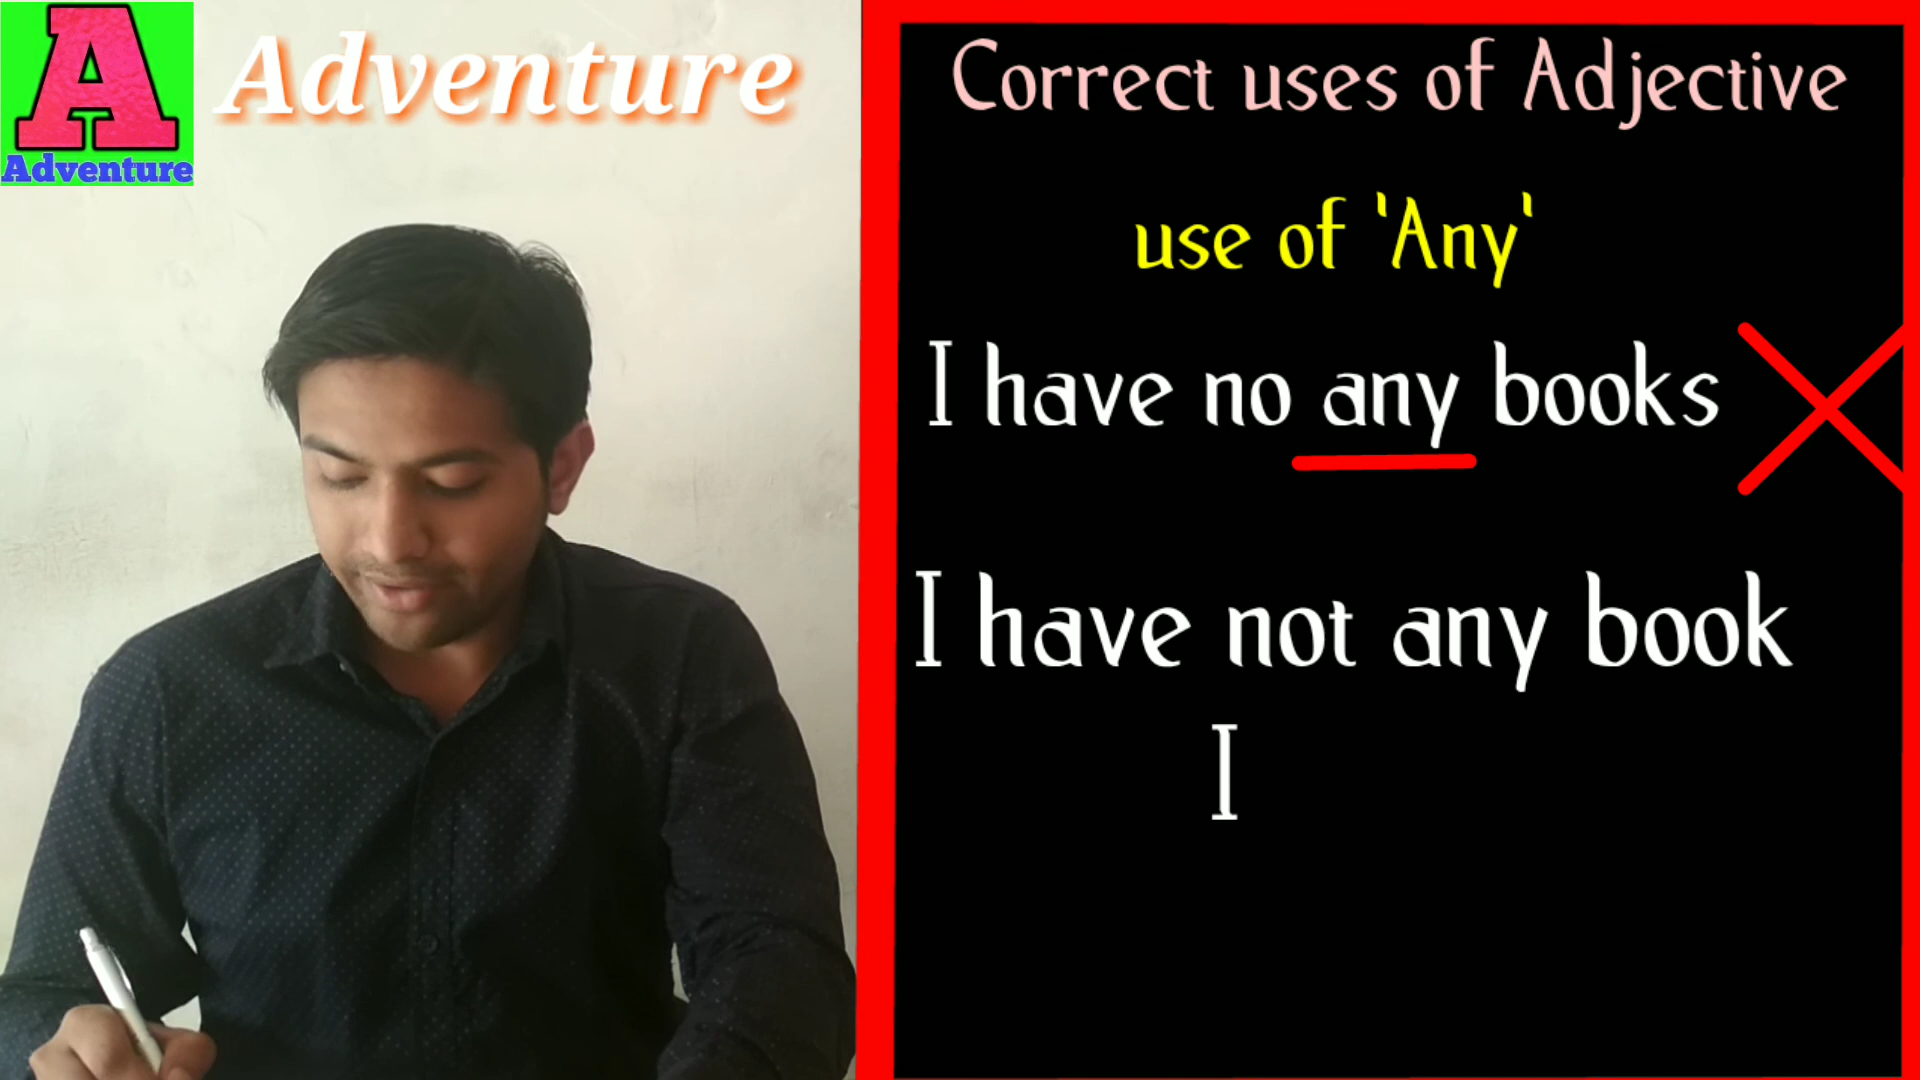 A
Adventure
Adventure
Correct uses of Adjective
use of 'Any'
I have no any books
I have not any book
I